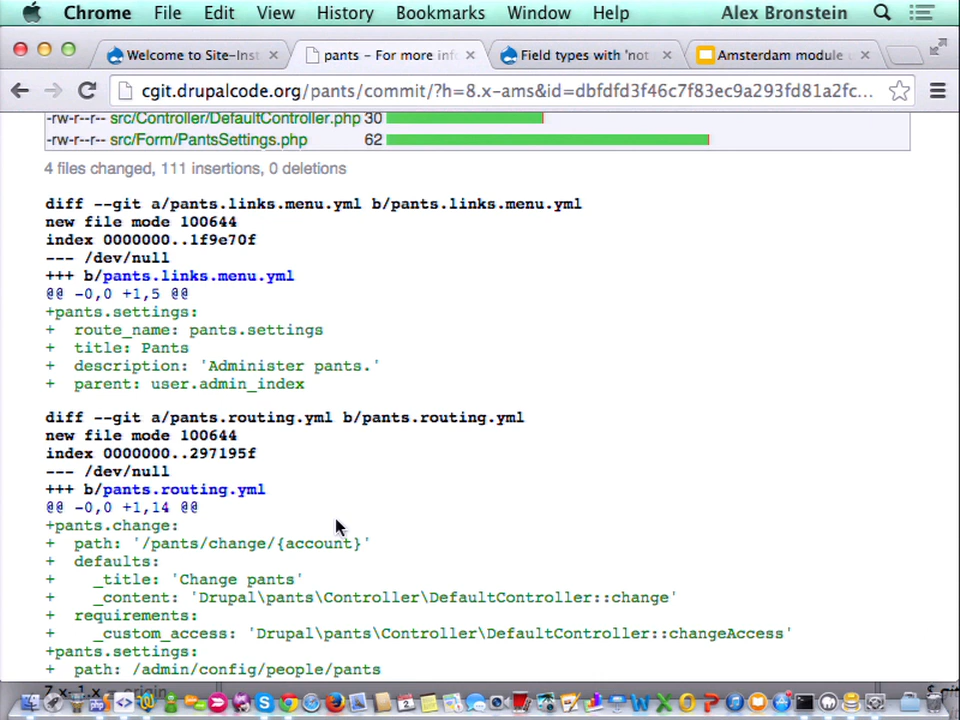 Chrome File Edit View History Bookmarks Window Help Alex Bronstein
Welcome to Site-Inst
pants – For more info
Field types with 'not
Amsterdam module
cgit.drupalcode.org/pants/commit/?h=8.x-ams&id=dbfdfd3f46c7f83ec9a293fd81a2fc...
-rw-r--r-- src/Controller/DefaultController.php 30
-rw-r--r-- src/Form/PantsSettings.php 62
4 files changed, 111 insertions, 0 deletions
diff --git a/pants.links.menu.yml b/pants.links.menu.yml
new file mode 100644
index 0000000..1f9e70f
--- /dev/null
+++ b/pants.links.menu.yml
@@ -0,0 +1,5 @@
+pants.settings:
+  route_name: pants.settings
+  title: Pants
+  description: 'Administer pants.'
+  parent: user.admin_index
diff --git a/pants.routing.yml b/pants.routing.yml
new file mode 100644
index 0000000..297195f
--- /dev/null
+++ b/pants.routing.yml
@@ -0,0 +1,14 @@
+pants.change:
+  path: '/pants/change/{account}'
+  defaults:
+    _title: 'Change pants'
+    _content: 'Drupal\pants\Controller\DefaultController::change'
+  requirements:
+    _custom_access: 'Drupal\pants\Controller\DefaultController::changeAccess'
+pants.settings:
+  path: /admin/config/people/pants